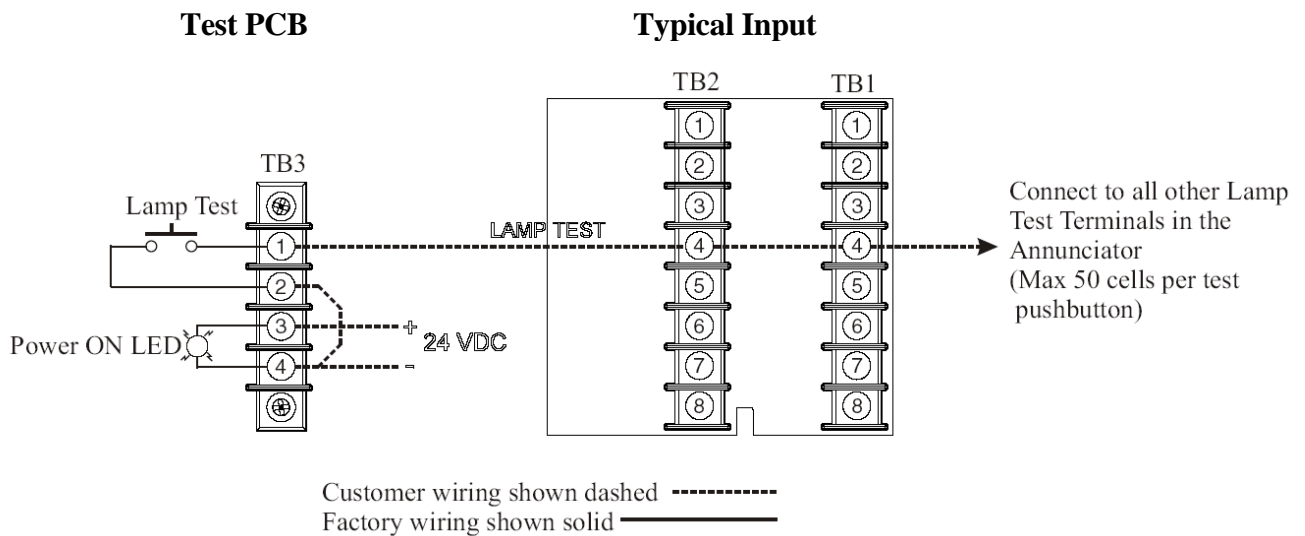 Test PCB
Typical Input
TB2
TB1
TB3
1
2
3
4
5
6
7
8
1
2
3
4
5
6
7
8
Lamp Test
1
2
3
4
LAMP TEST
Power ON LED
+
24 VDC
-
Connect to all other Lamp
Test Terminals in the
Annunciator
(Max 50 cells per test
pushbutton)
Customer wiring shown dashed
Factory wiring shown solid